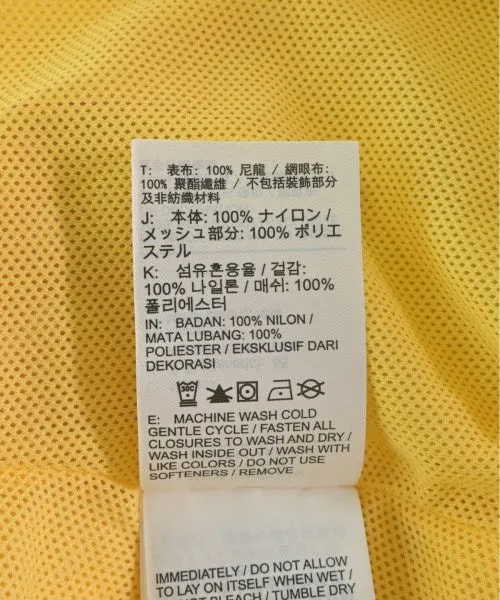 T: 表布: 100% 尼龍 / 網眼布:
100% 聚酯纖維 / 不包括裝飾部分
及非紡織材料
J: 本体: 100% ナイロン /
メッシュ部分: 100% ポリエ
ステル
K: 섬유혼용율 / 겉감:
100% 나일론 / 매쉬: 100%
폴리에스터
IN: BADAN: 100% NILON /
MATA LUBANG: 100%
POLIESTER / EKSKLUSIF DARI
DEKORASI
30C
E: MACHINE WASH COLD
GENTLE CYCLE / FASTEN ALL
CLOSURES TO WASH AND DRY /
WASH INSIDE OUT / WASH WITH
LIKE COLORS / DO NOT USE
SOFTENERS / REMOVE
IMMEDIATELY / DO NOT ALLOW
TO LAY ON ITSELF WHEN WET /
NOT BLEACH / TUMBLE DRY